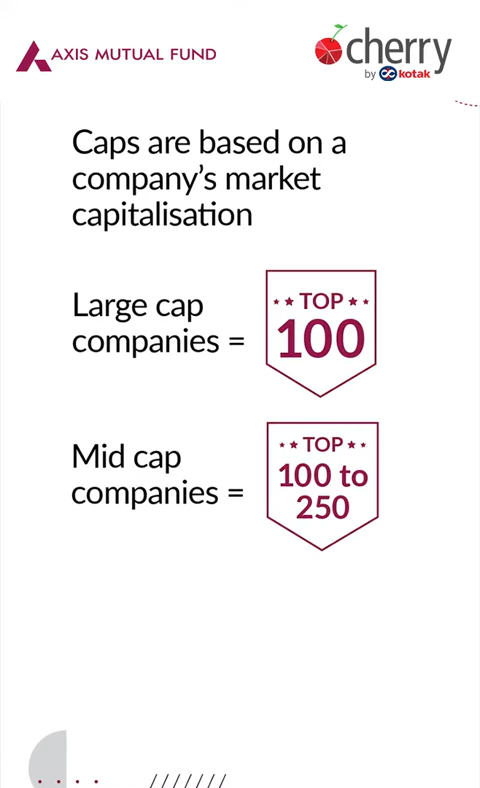 AXIS MUTUAL FUND
cherry
by kotak
Caps are based on a
company's market
capitalisation
Large cap
companies =
TOP
100
Mid cap
companies =
TOP
100 to
250